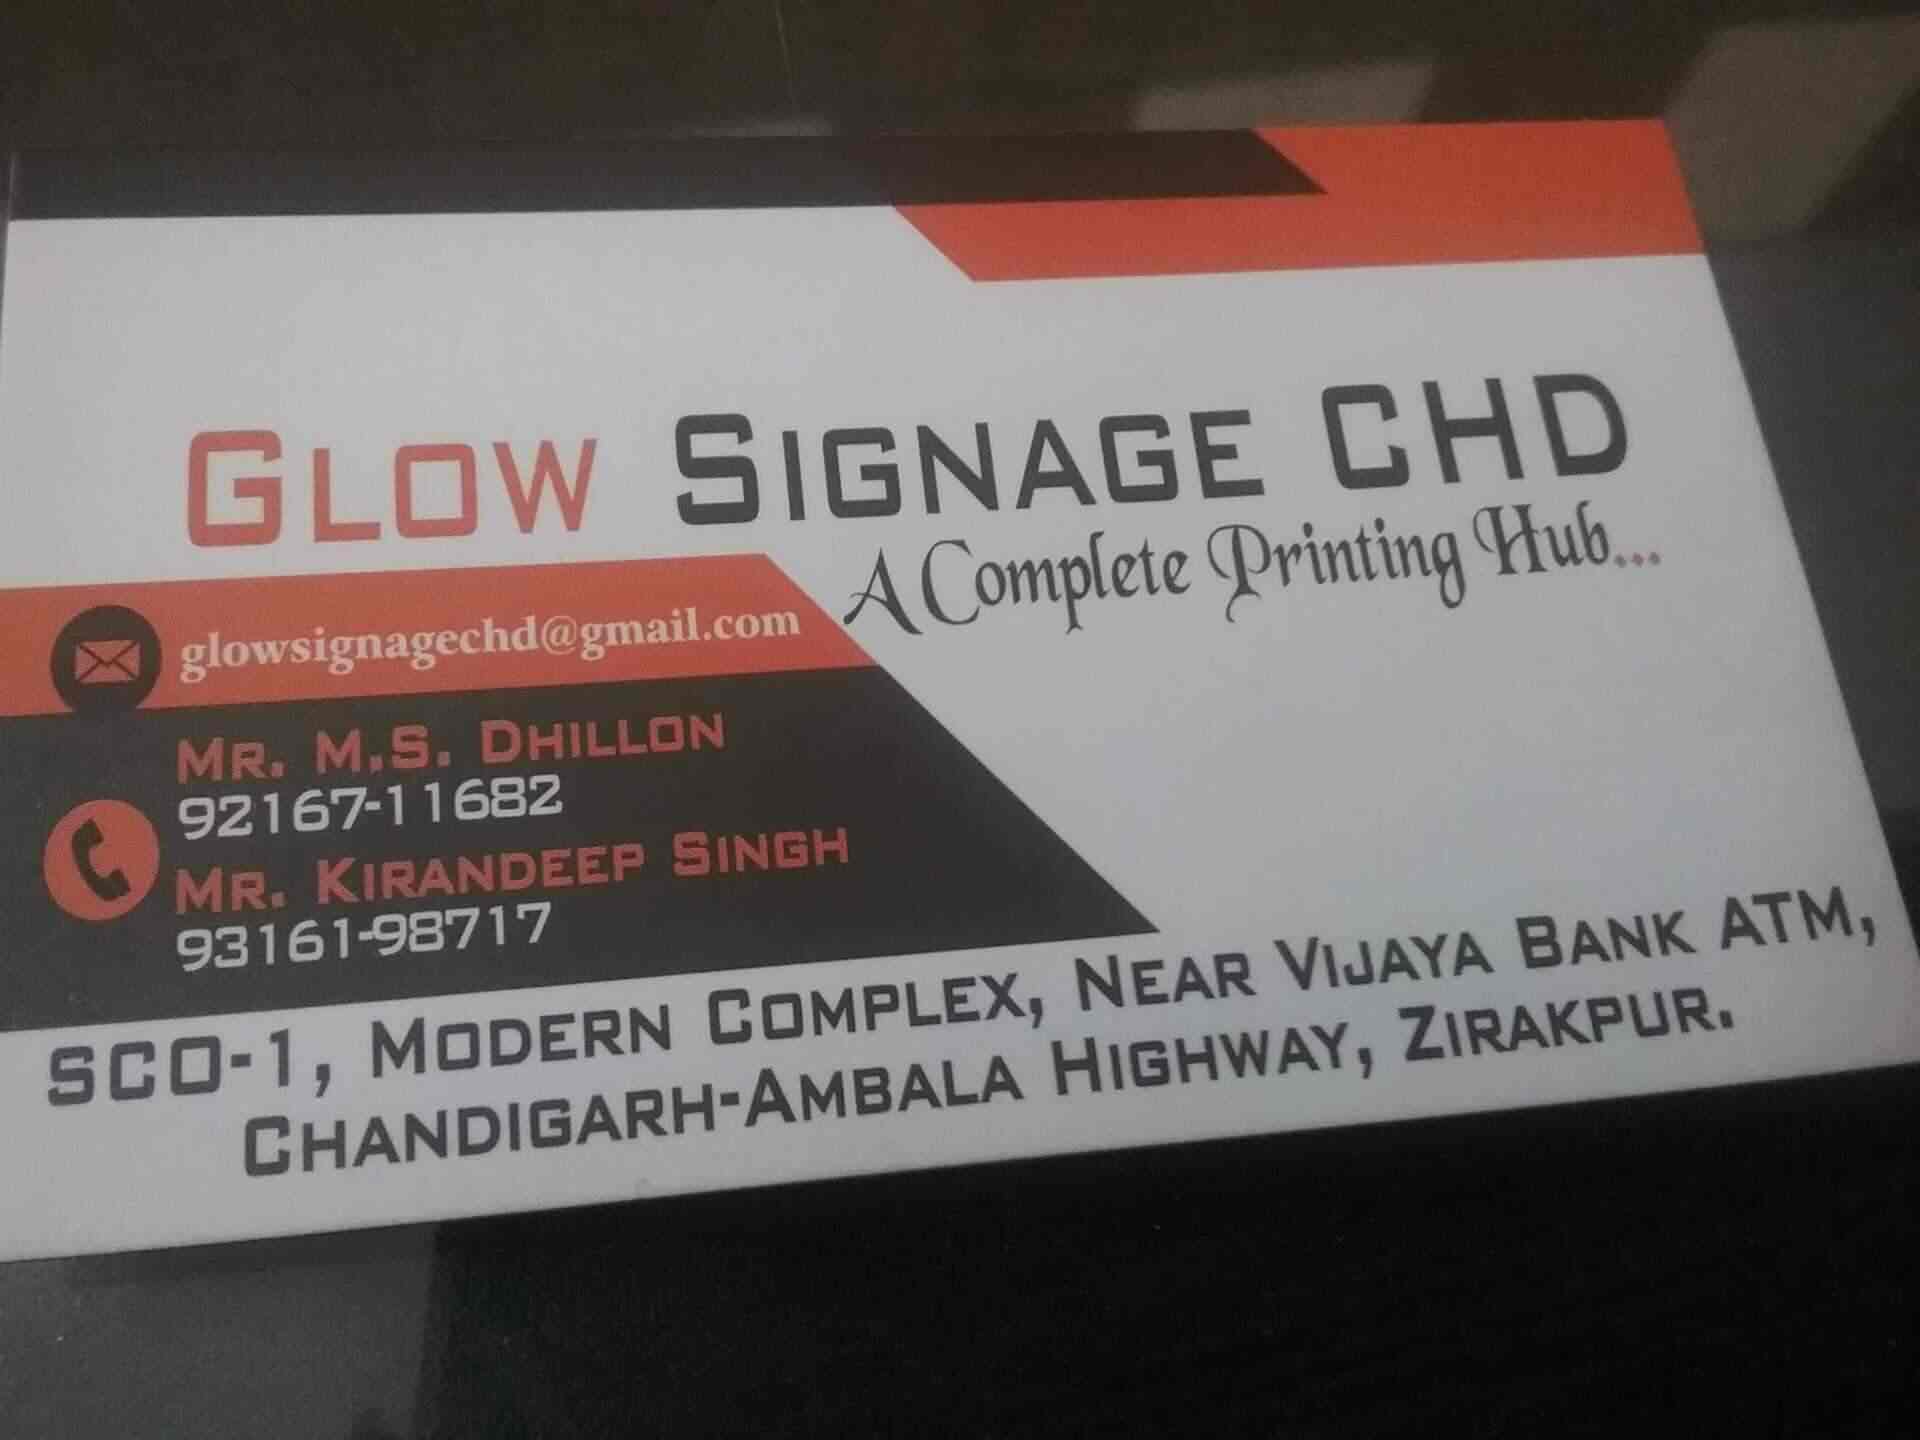 GLOW SIGNAGE CHD
A Complete Printing Hub...
glowsignagechd@gmail.com
MR. M.S. DHILLON
92167-11682
MR. KIRANDEEP SINGH
93161-98717
SCO-1, MODERN COMPLEX, NEAR VIJAYA BANK ATM,
CHANDIGARH-AMBALA HIGHWAY, ZIRAKPUR.